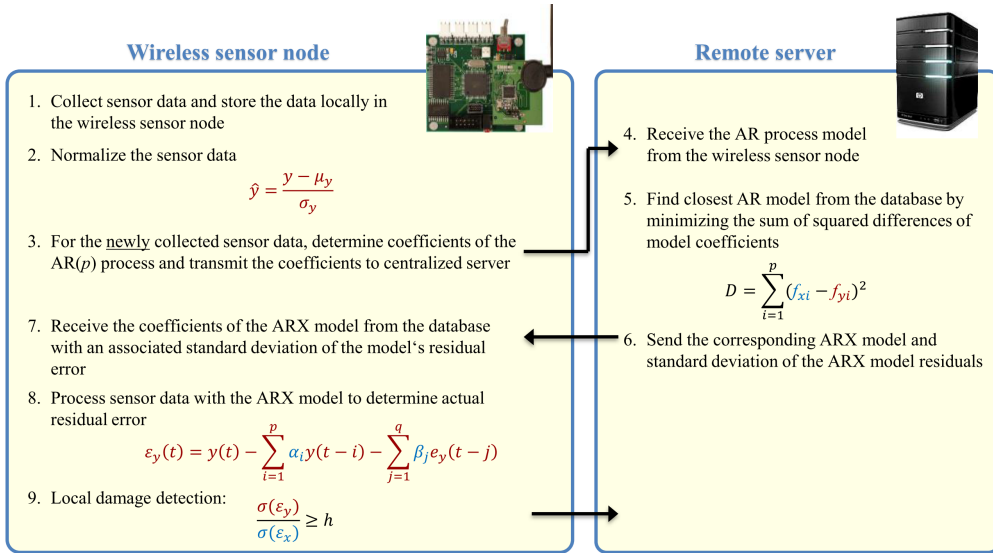 Wireless sensor node
1. Collect sensor data and store the data locally in
the wireless sensor node
2. Normalize the sensor data
ŷ = (y − μ_y) / σ_y
3. For the newly collected sensor data, determine coefficients of the
AR(p) process and transmit the coefficients to centralized server
7. Receive the coefficients of the ARX model from the database
with an associated standard deviation of the model‘s residual
error
8. Process sensor data with the ARX model to determine actual
residual error
ε_y(t) = y(t) − ∑_{i=1}^{p} α_i y(t − i) − ∑_{j=1}^{q} β_j e_y(t − j)
9. Local damage detection:
σ(ε_y) / σ(ε_x) ≥ h
Remote server
4. Receive the AR process model
from the wireless sensor node
5. Find closest AR model from the database by
minimizing the sum of squared differences of
model coefficients
D = ∑_{i=1}^{p} (f_{xi} − f_{yi})²
6. Send the corresponding ARX model and
standard deviation of the ARX model residuals